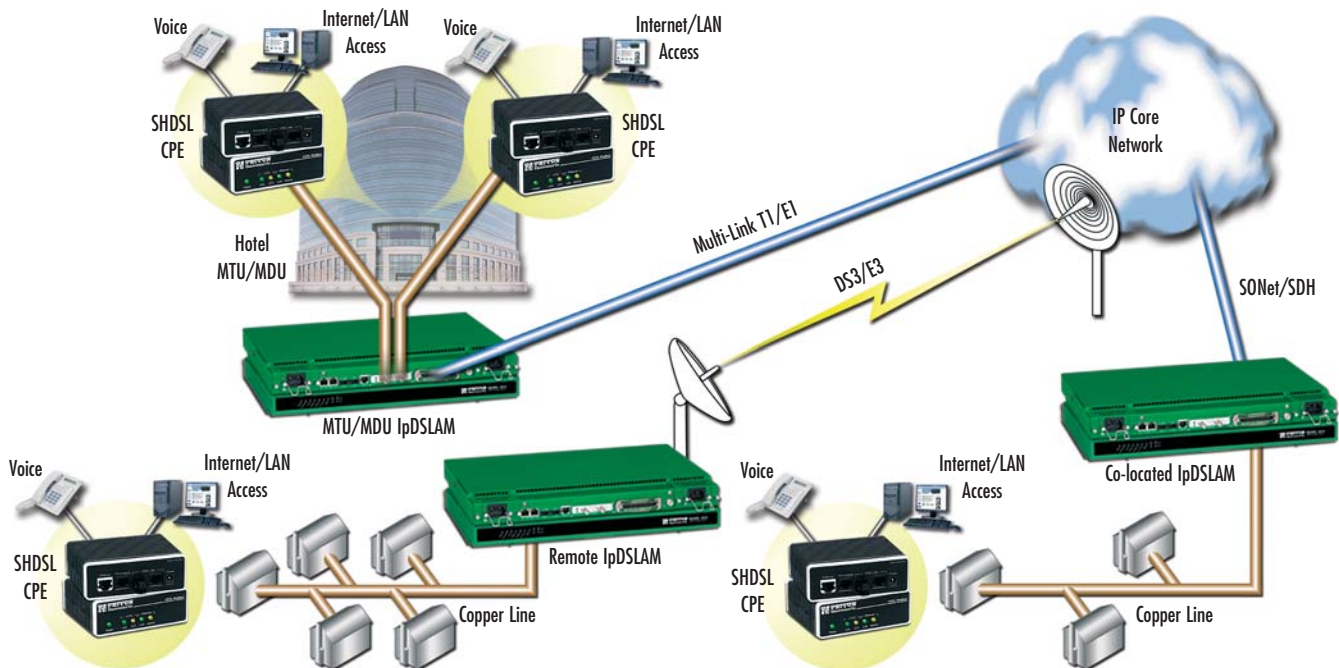 Voice
Internet/LAN
Access
Voice
Internet/LAN
Access
SHDSL
CPE
SHDSL
CPE
IP Core
Network
Hotel
MTU/MDU
Multi-Link T1/E1
DS3/E3
SONet/SDH
MTU/MDU IpDSLAM
Voice
Internet/LAN
Access
SHDSL
CPE
Remote IpDSLAM
Copper Line
Voice
Internet/LAN
Access
SHDSL
CPE
Co-located IpDSLAM
Copper Line